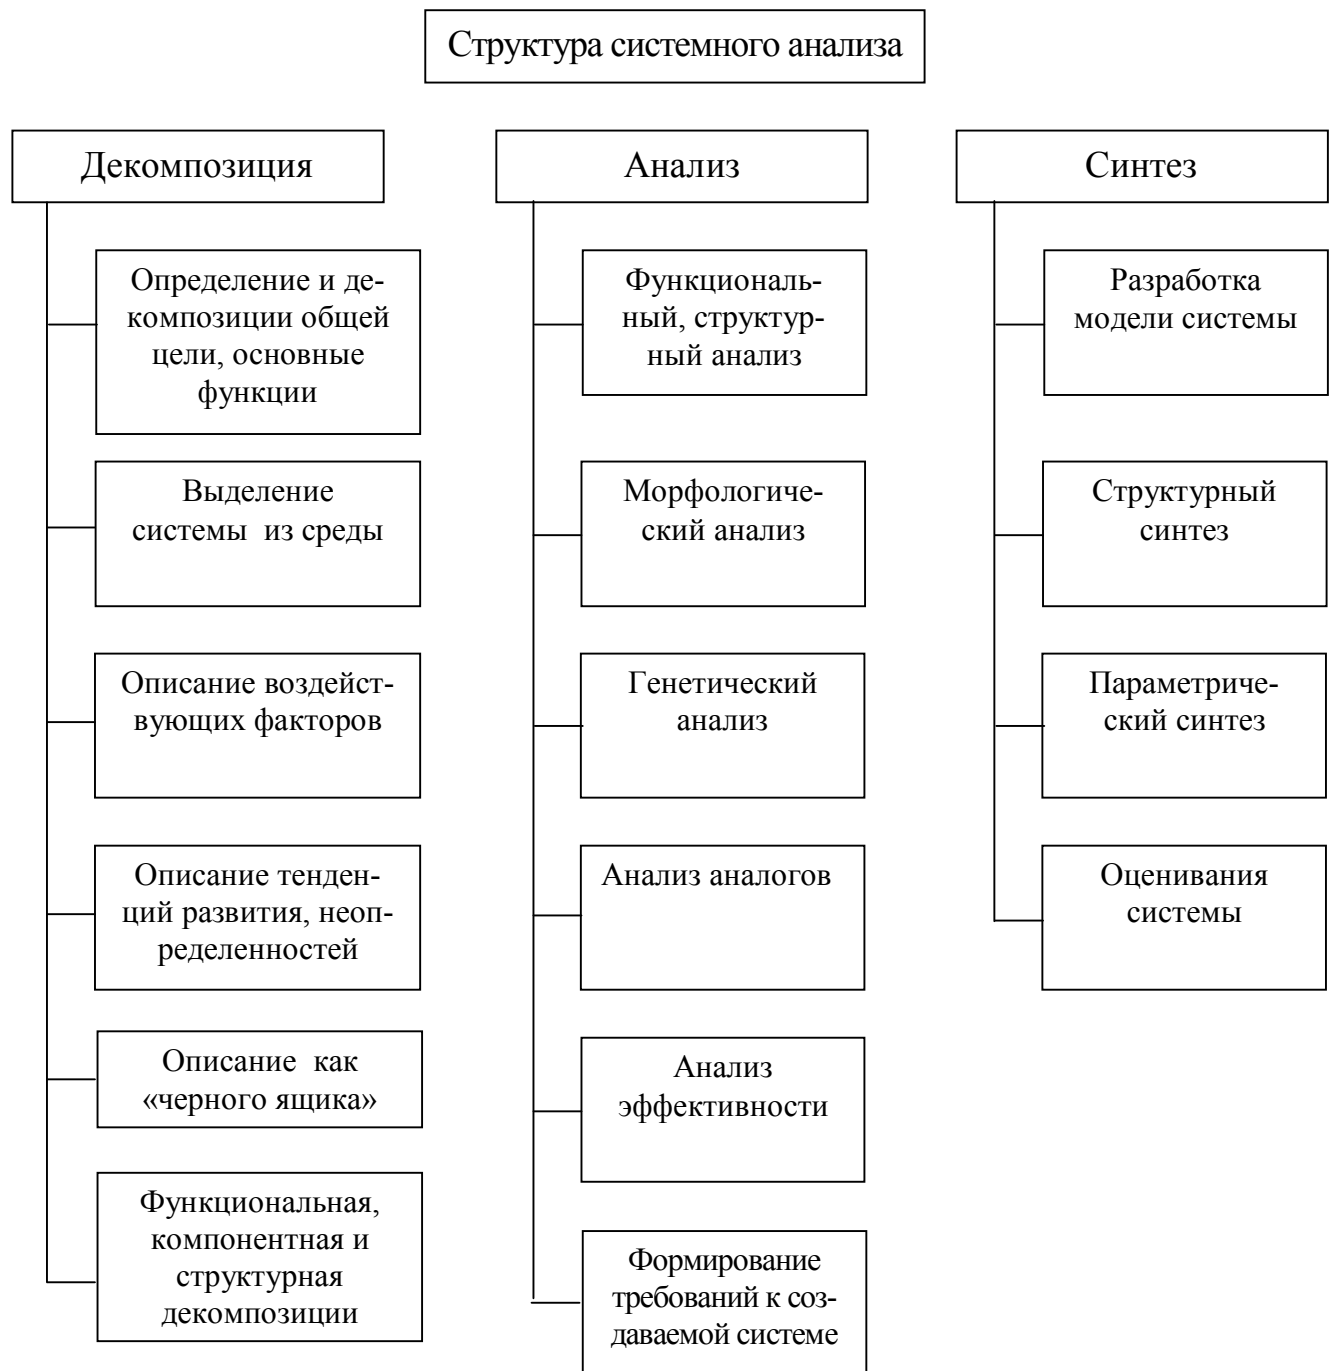 Структура системного анализа
Декомпозиция
Определение и де-
композиции общей
цели, основные
функции
Выделение
системы из среды
Описание воздейст-
вующих факторов
Описание тенден-
ций развития, неоп-
ределенностей
Описание как
«черного ящика»
Функциональная,
компонентная и
структурная
декомпозиции
Анализ
Функциональ-
ный, структур-
ный анализ
Морфологиче-
ский анализ
Генетический
анализ
Анализ аналогов
Анализ
эффективности
Формирование
требований к соз-
даваемой системе
Синтез
Разработка
модели системы
Структурный
синтез
Параметриче-
ский синтез
Оценивания
системы